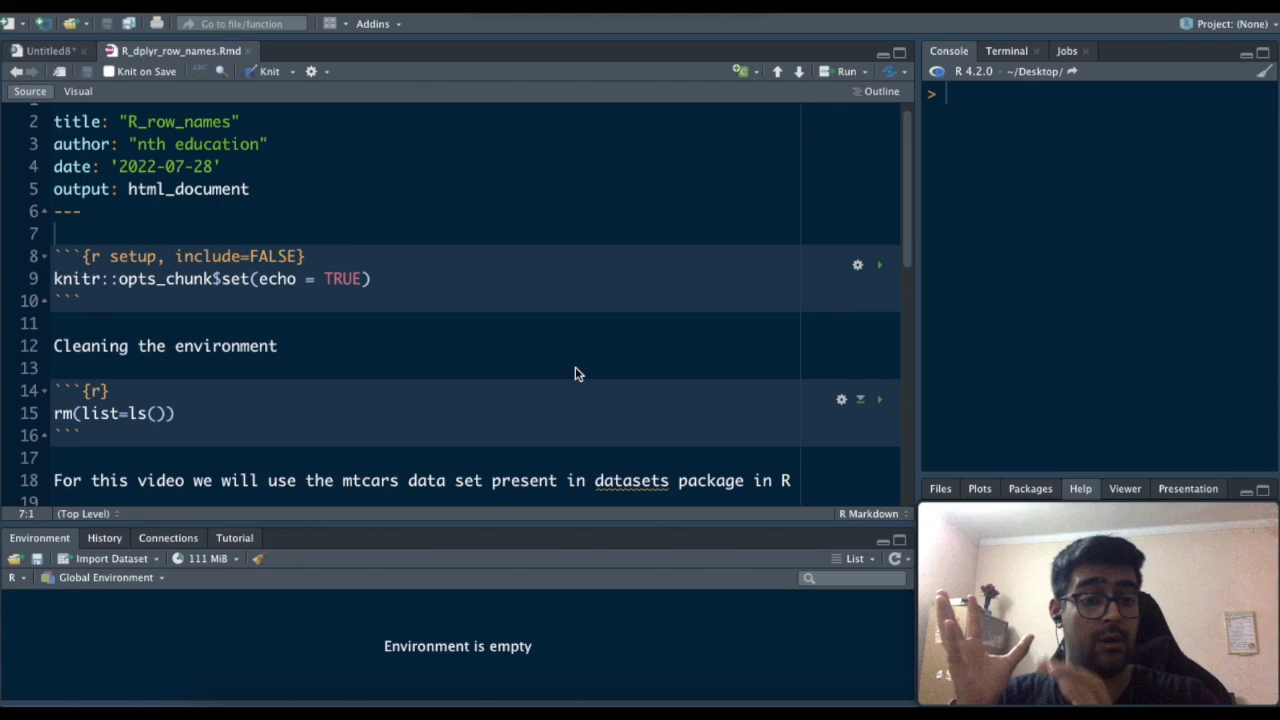 Go to file/function
Addins
Project: (None)
Untitled8*
R_dplyr_row_names.Rmd
Knit on Save
ABC
Knit
Run
Source
Visual
Outline
1
2 title: "R_row_names"
3 author: "nth education"
4 date: '2022-07-28'
5 output: html_document
6 ---
7
8 ```{r setup, include=FALSE}
9 knitr::opts_chunk$set(echo = TRUE)
10 ```
11
12 Cleaning the environment
13
14 ```{r}
15 rm(list=ls())
16 ```
17
18 For this video we will use the mtcars data set present in datasets package in R
19
7:1 (Top Level) R Markdown
Environment History Connections Tutorial
Import Dataset 111 MiB List
R Global Environment
Environment is empty
Console Terminal Jobs
R 4.2.0 · ~/Desktop/
>
Files Plots Packages Help Viewer Presentation